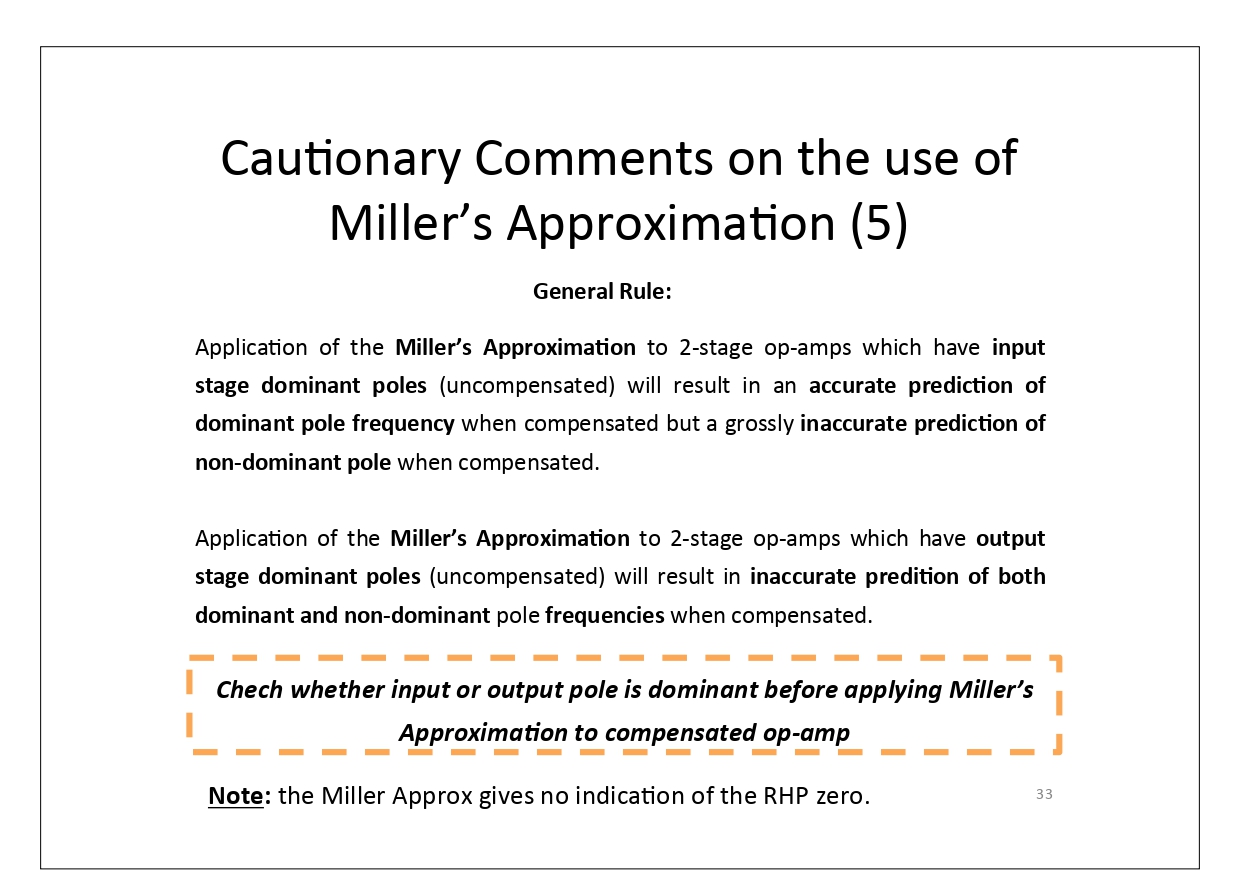 Cautionary Comments on the use of
Miller’s Approximation (5)
General Rule:
Application of the Miller’s Approximation to 2-stage op-amps which have input
stage dominant poles (uncompensated) will result in an accurate prediction of
dominant pole frequency when compensated but a grossly inaccurate prediction of
non-dominant pole when compensated.
Application of the Miller’s Approximation to 2-stage op-amps which have output
stage dominant poles (uncompensated) will result in inaccurate predition of both
dominant and non-dominant pole frequencies when compensated.
Chech whether input or output pole is dominant before applying Miller’s
Approximation to compensated op-amp
Note: the Miller Approx gives no indication of the RHP zero.
33